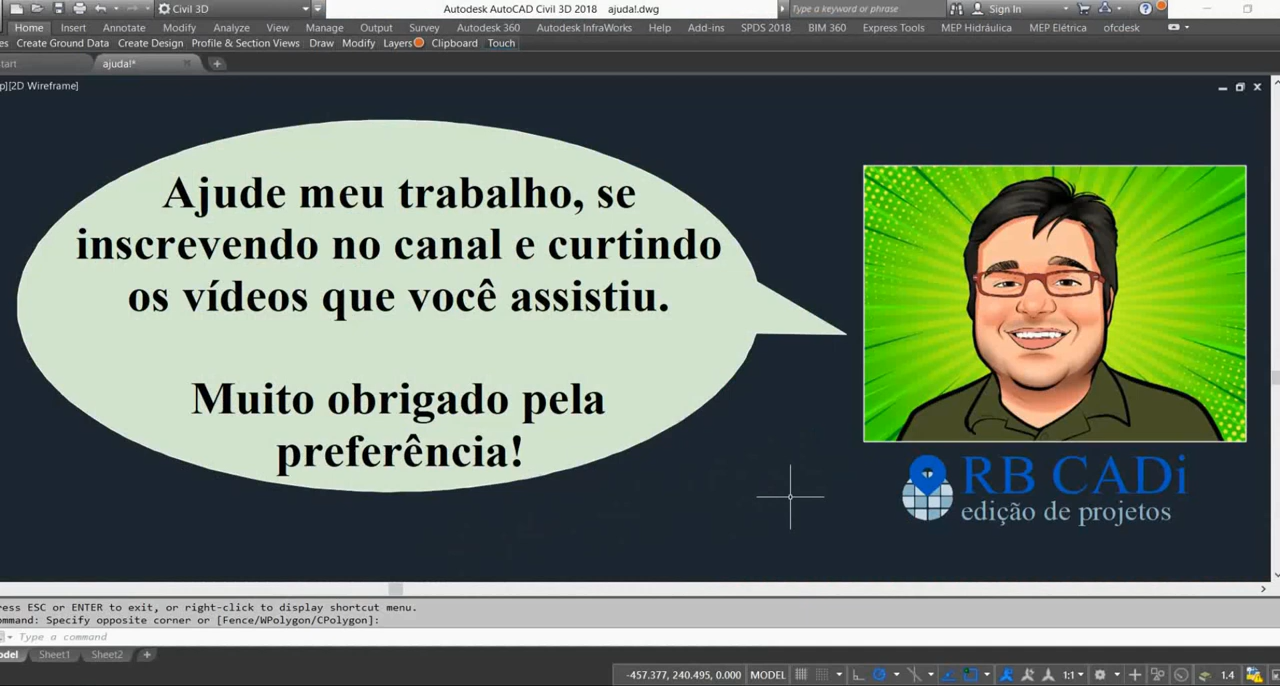 Civil 3D
Autodesk AutoCAD Civil 3D 2018 ajuda!.dwg
Type a keyword or phrase
Sign In
Home Insert Annotate Modify Analyze View Manage Output Survey Autodesk 360 Autodesk InfraWorks Help Add-ins SPDS 2018 BIM 360 Express Tools MEP Hidráulica MEP Elétrica ofcdesk
Create Ground Data Create Design Profile & Section Views Draw Modify Layers Clipboard Touch
tart ajuda!*
p][2D Wireframe]
Ajude meu trabalho, se
inscrevendo no canal e curtindo
os vídeos que você assistiu.
Muito obrigado pela
preferência!
RB CADi
edição de projetos
ress ESC or ENTER to exit, or right-click to display shortcut menu.
ommand: Specify opposite corner or [Fence/WPolygon/CPolygon]:
Type a command
odel Sheet1 Sheet2 +
-457.377, 240.495, 0.000 MODEL 1:1 1.4